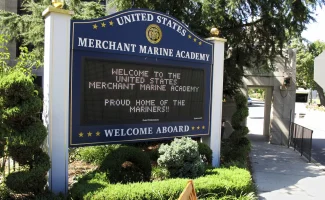 UNITED STATES
MERCHANT MARINE ACADEMY
WELCOME TO THE
UNITED STATES
MERCHANT MARINE ACADEMY
PROUD HOME OF THE
MARINERS!!
WELCOME ABOARD